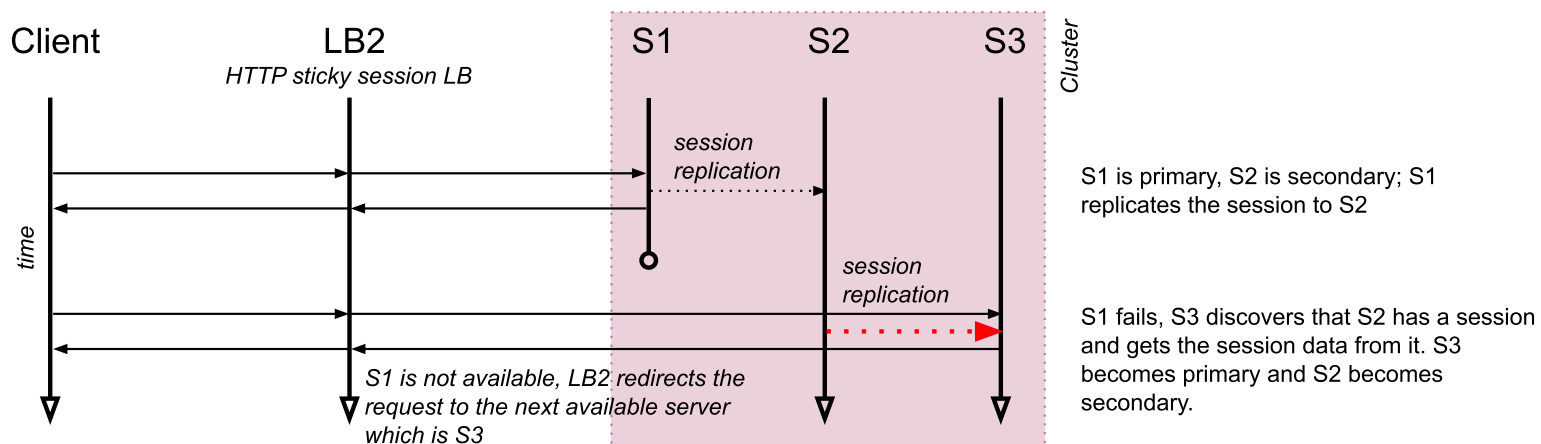 Client
LB2
S1
S2
S3
Cluster
HTTP sticky session LB
session
replication
S1 is primary, S2 is secondary; S1
replicates the session to S2
time
session
replication
S1 fails, S3 discovers that S2 has a session
and gets the session data from it. S3
becomes primary and S2 becomes
secondary.
S1 is not available, LB2 redirects the
request to the next available server
which is S3